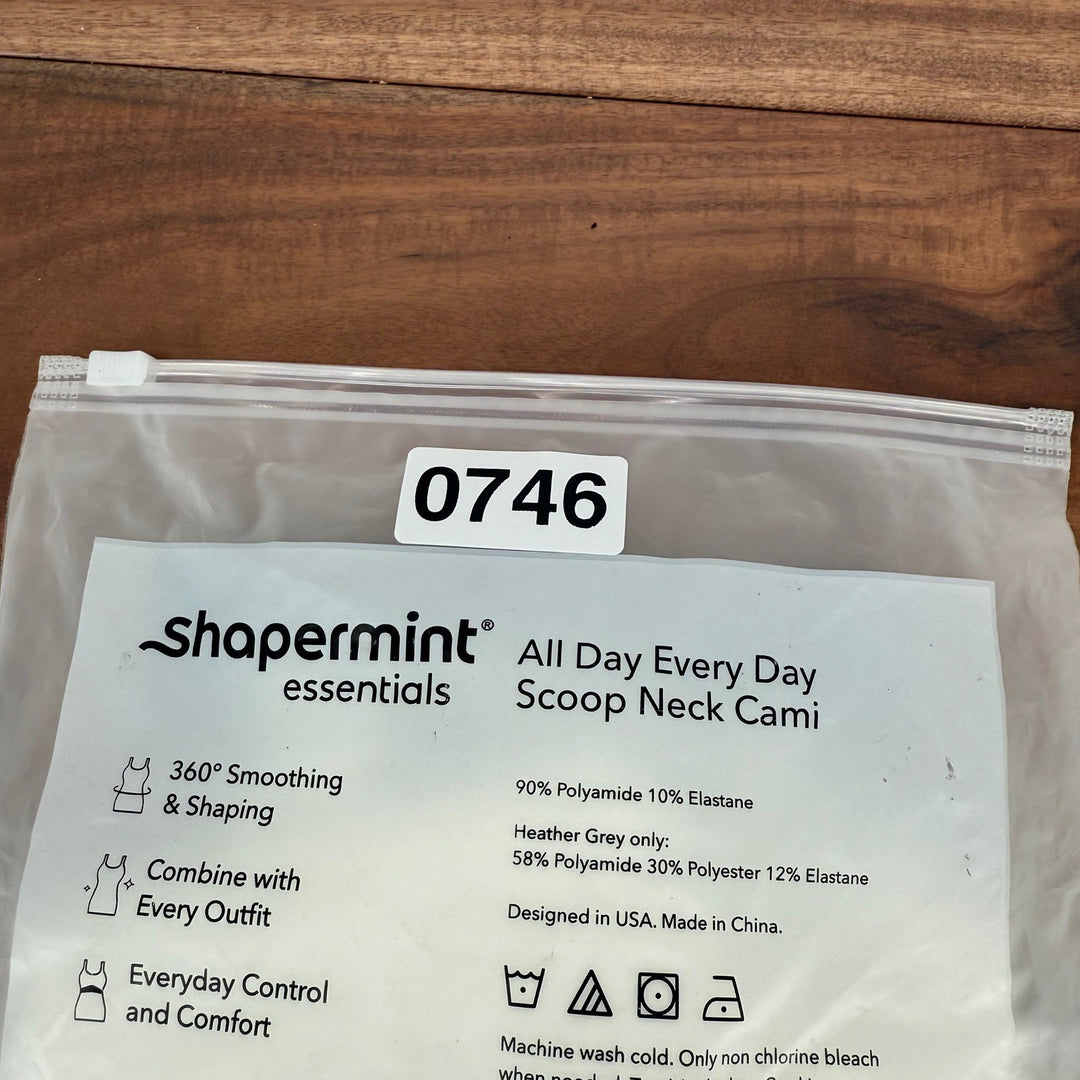 0746
shapermint®
essentials
All Day Every Day
Scoop Neck Cami
360° Smoothing
& Shaping
Combine with
Every Outfit
Everyday Control
and Comfort
90% Polyamide 10% Elastane
Heather Grey only:
58% Polyamide 30% Polyester 12% Elastane
Designed in USA. Made in China.
Machine wash cold. Only non chlorine bleach
when needed.